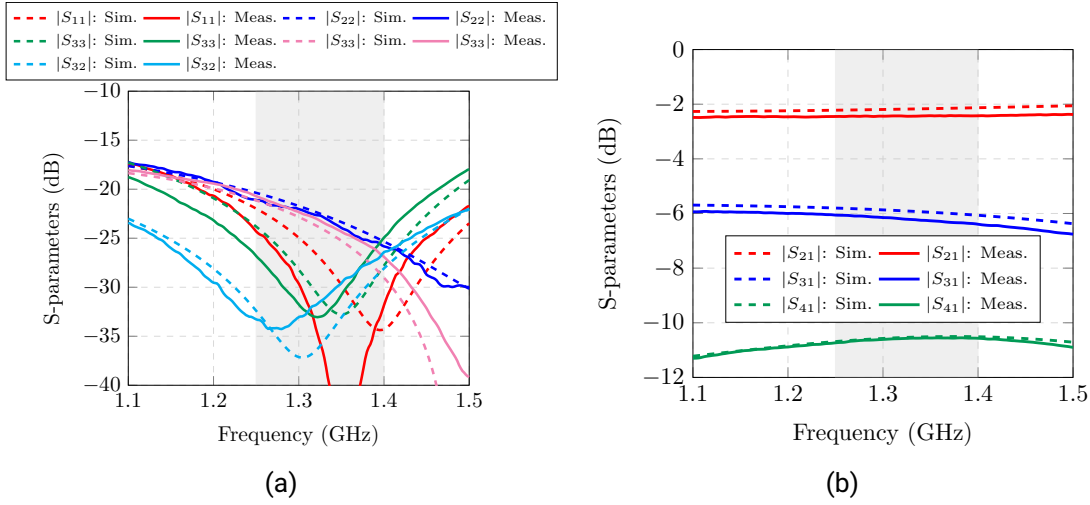 |S11|: Sim. |S11|: Meas. |S22|: Sim. |S22|: Meas.
|S33|: Sim. |S33|: Meas. |S33|: Sim. |S33|: Meas.
|S32|: Sim. |S32|: Meas.
−10
−20
−30
−40
−15
−25
−35
S-parameters (dB)
1.1 1.2 1.3 1.4 1.5
Frequency (GHz)
(a)
0
−2
−4
−6
−8
−10
−12
S-parameters (dB)
|S21|: Sim. |S21|: Meas.
|S31|: Sim. |S31|: Meas.
|S41|: Sim. |S41|: Meas.
1.1 1.2 1.3 1.4 1.5
Frequency (GHz)
(b)